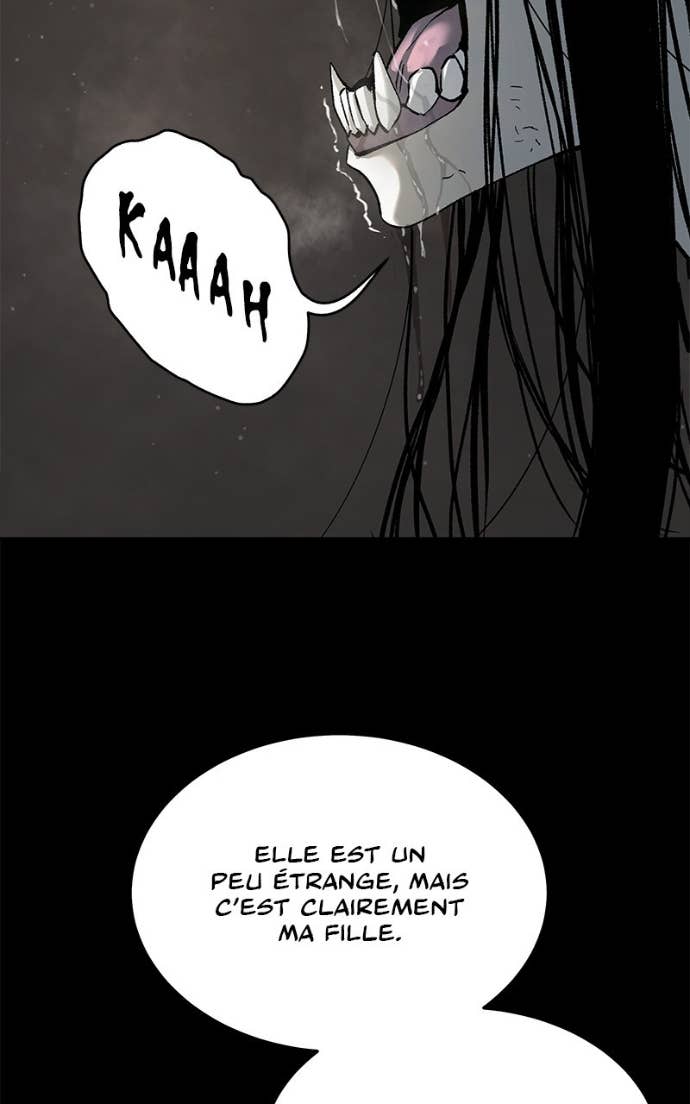 KAAAH
ELLE EST UN
PEU ÉTRANGE, MAIS
C'EST CLAIREMENT
MA FILLE.